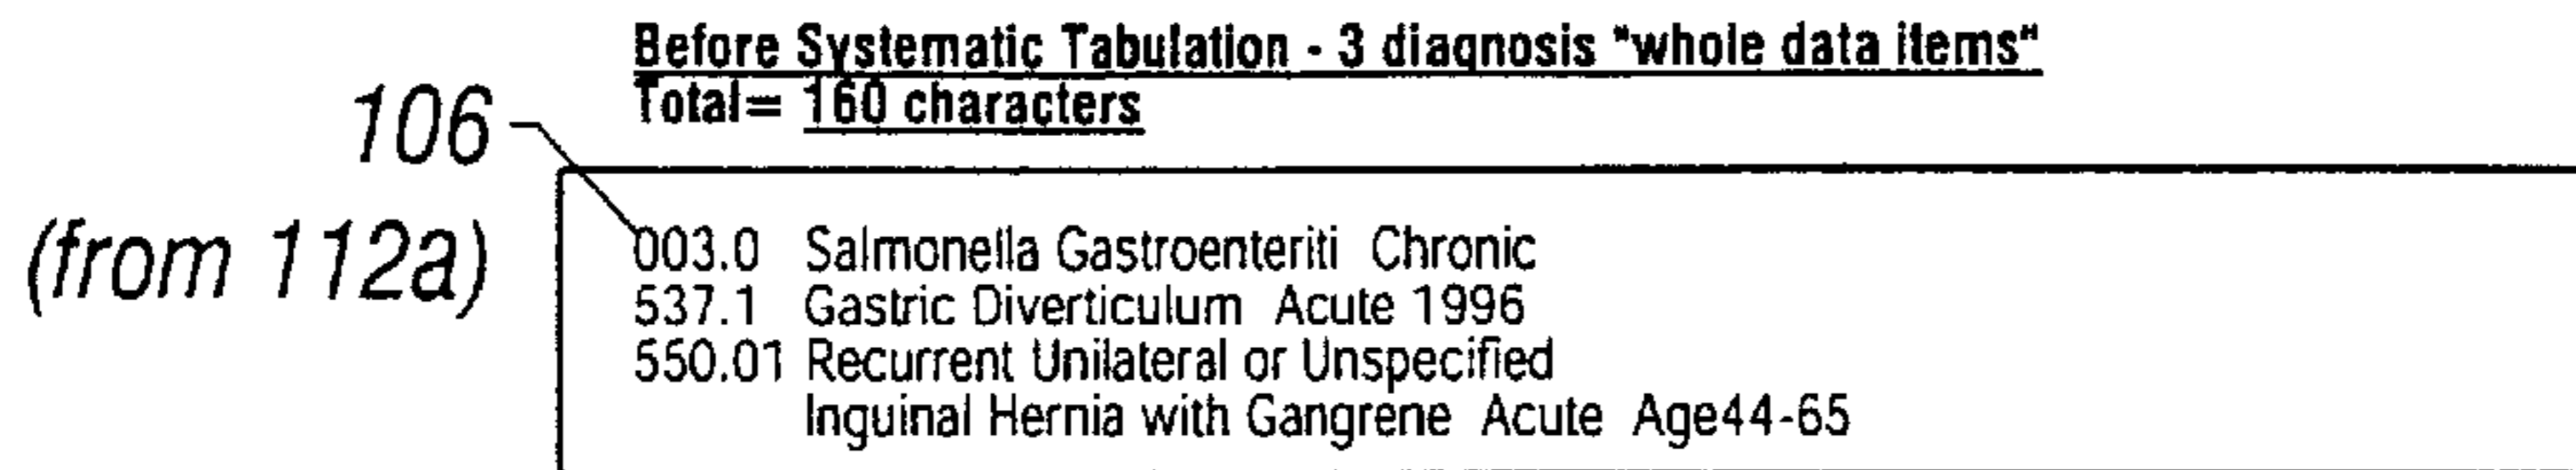 Before Systematic Tabulation - 3 diagnosis "whole data items"
Total= 160 characters
106
(from 112a)
003.0 Salmonella Gastroenteriti Chronic
537.1 Gastric Diverticulum Acute 1996
550.01 Recurrent Unilateral or Unspecified
Inguinal Hernia with Gangrene Acute Age44-65